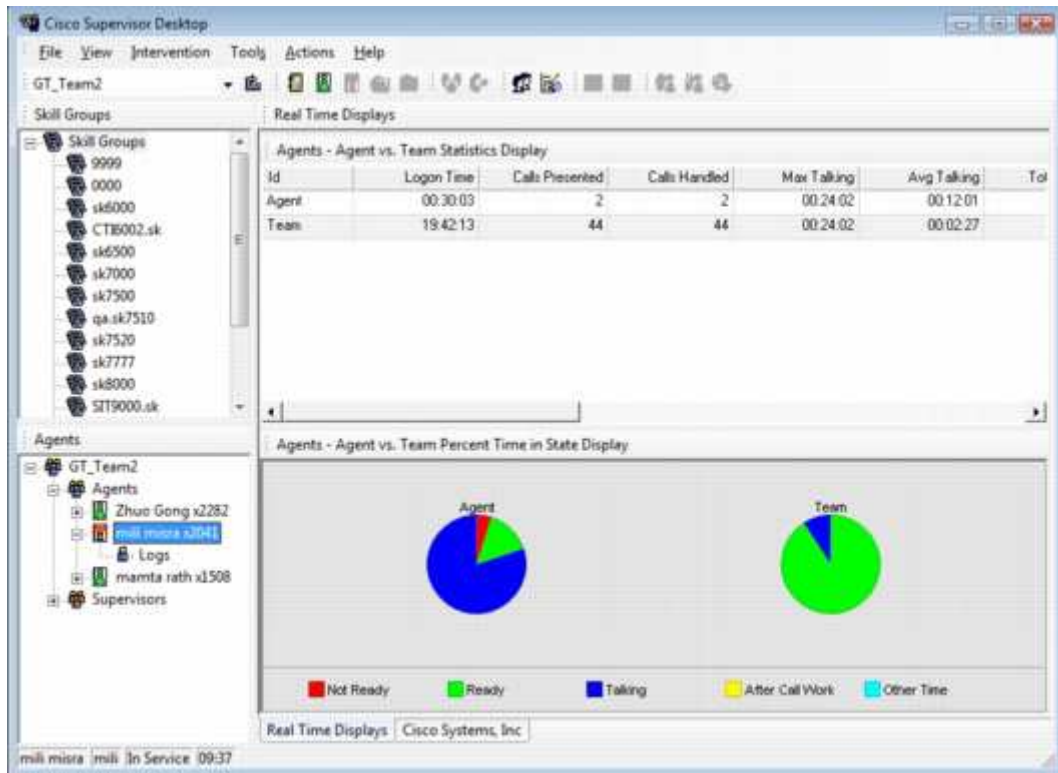 Cisco Supervisor Desktop
File View Intervention Tools Actions Help
GT_Team2
Skill Groups
Skill Groups
9999
0000
sk6000
CTI6002.sk
sk6500
sk7000
sk7500
qa.sk7510
sk7520
sk7777
sk8000
SIT9000.sk
Agents
GT_Team2
Agents
Zhuo Gong x2282
mili misra x2041
Logs
mamta rath x1508
Supervisors
Real Time Displays
Agents - Agent vs. Team Statistics Display
Id Logon Time Calls Presented Calls Handled Max Talking Avg Talking Tot
Agent 00:30:03 2 2 00:24:02 00:12:01
Team 19:42:13 44 44 00:24:02 00:02:27
Agents - Agent vs. Team Percent Time in State Display
Agent Team
Not Ready Ready Talking After Call Work Other Time
Real Time Displays Cisco Systems, Inc
mili misra mili In Service 09:37